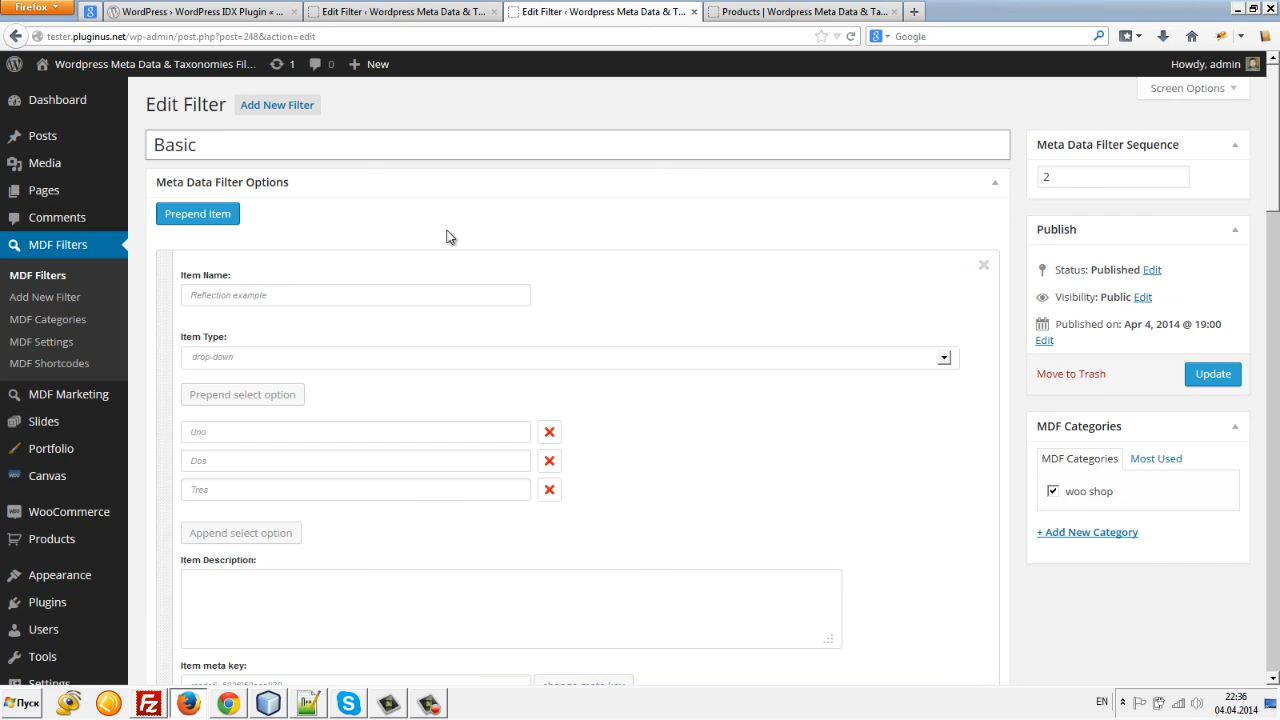 Firefox
WordPress › WordPress IDX Plugin « ...
Edit Filter ‹ Wordpress Meta Data & T...
Edit Filter ‹ Wordpress Meta Data & T...
Products | Wordpress Meta Data & Ta...
tester.pluginus.net/wp-admin/post.php?post=248&action=edit
Google
Wordpress Meta Data & Taxonomies Fil...
1
0
New
Howdy, admin
Screen Options
Dashboard
Posts
Media
Pages
Comments
MDF Filters
MDF Filters
Add New Filter
MDF Categories
MDF Settings
MDF Shortcodes
MDF Marketing
Slides
Portfolio
Canvas
WooCommerce
Products
Appearance
Plugins
Users
Tools
Settings
Edit Filter
Add New Filter
Basic
Meta Data Filter Options
Prepend Item
Item Name:
Reflection example
Item Type:
drop-down
Prepend select option
Uno
Dos
Tres
Append select option
Item Description:
Item meta key:
change meta key
Meta Data Filter Sequence
2
Publish
Status: Published Edit
Visibility: Public Edit
Published on: Apr 4, 2014 @ 19:00
Edit
Move to Trash
Update
MDF Categories
MDF Categories
Most Used
woo shop
+ Add New Category
Пуск
EN
22:36
04.04.2014